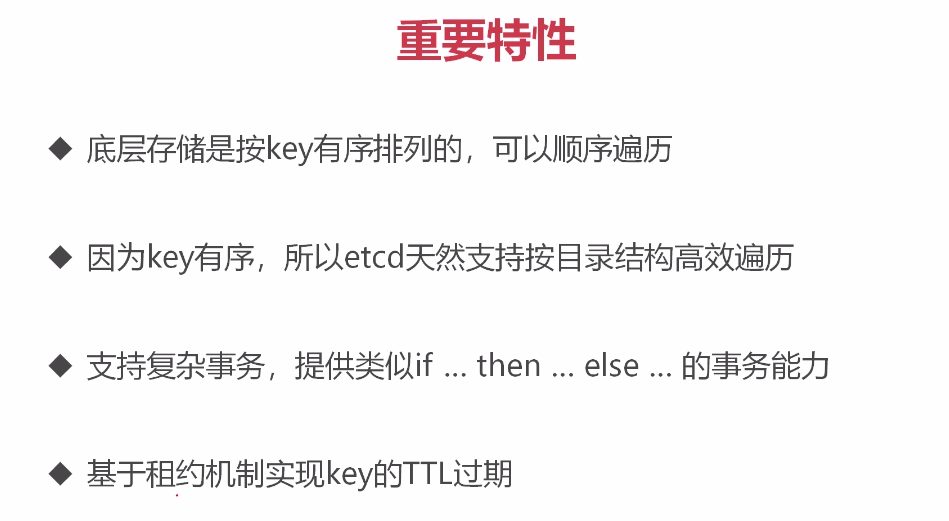 重要特性
◆ 底层存储是按key有序排列的，可以顺序遍历
◆ 因为key有序，所以etcd天然支持按目录结构高效遍历
◆ 支持复杂事务，提供类似if ... then ... else ... 的事务能力
◆ 基于租约机制实现key的TTL过期